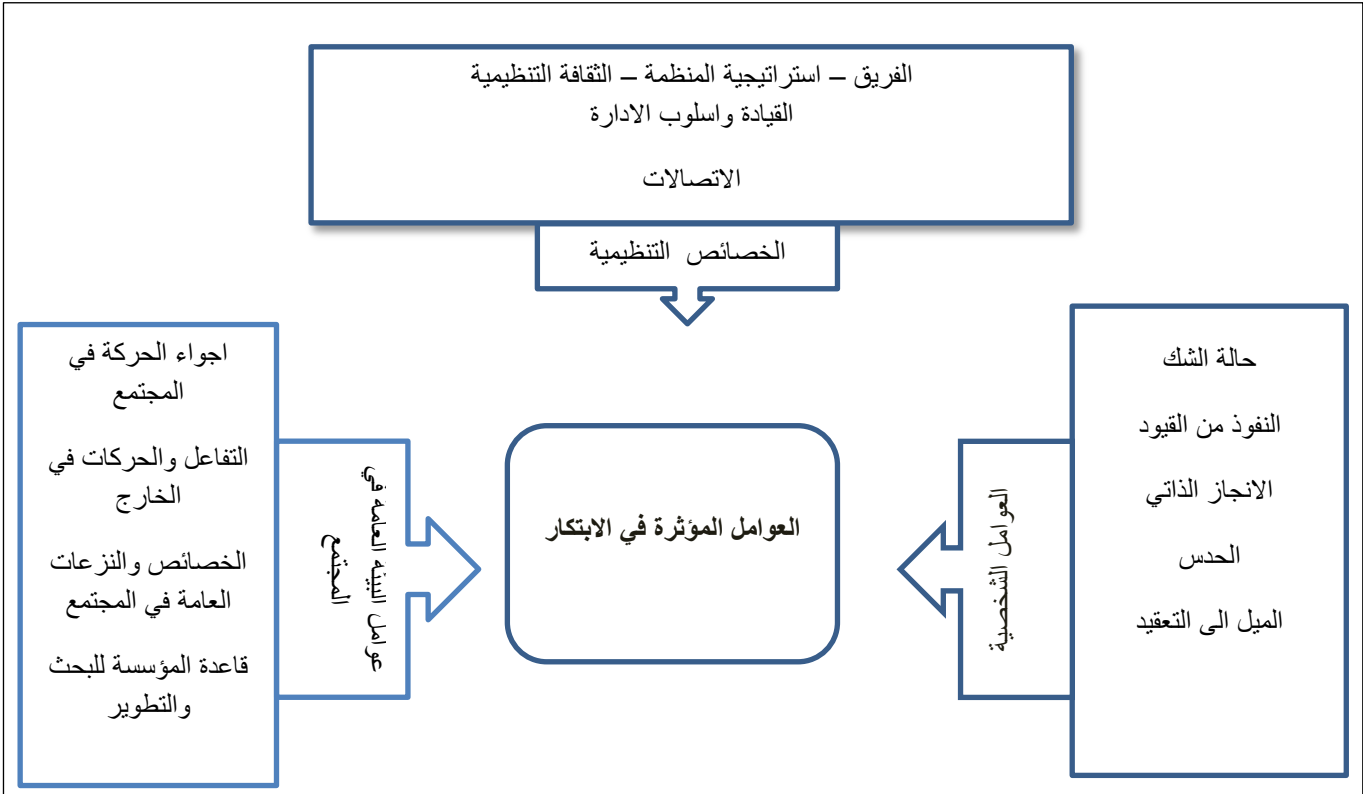 الفريق – استراتيجية المنظمة – الثقافة التنظيمية
القيادة واسلوب الادارة
الاتصالات
الخصائص التنظيمية
حالة الشك
النفوذ من القيود
الانجاز الذاتي
الحدس
الميل الى التعقيد
العوامل الشخصية
العوامل المؤثرة في الابتكار
عوامل البيئه العامه في
المجتمع
اجواء الحركة في
المجتمع
التفاعل والحركات في
الخارج
الخصائص والنزعات
العامة في المجتمع
قاعدة المؤسسة للبحث
والتطوير